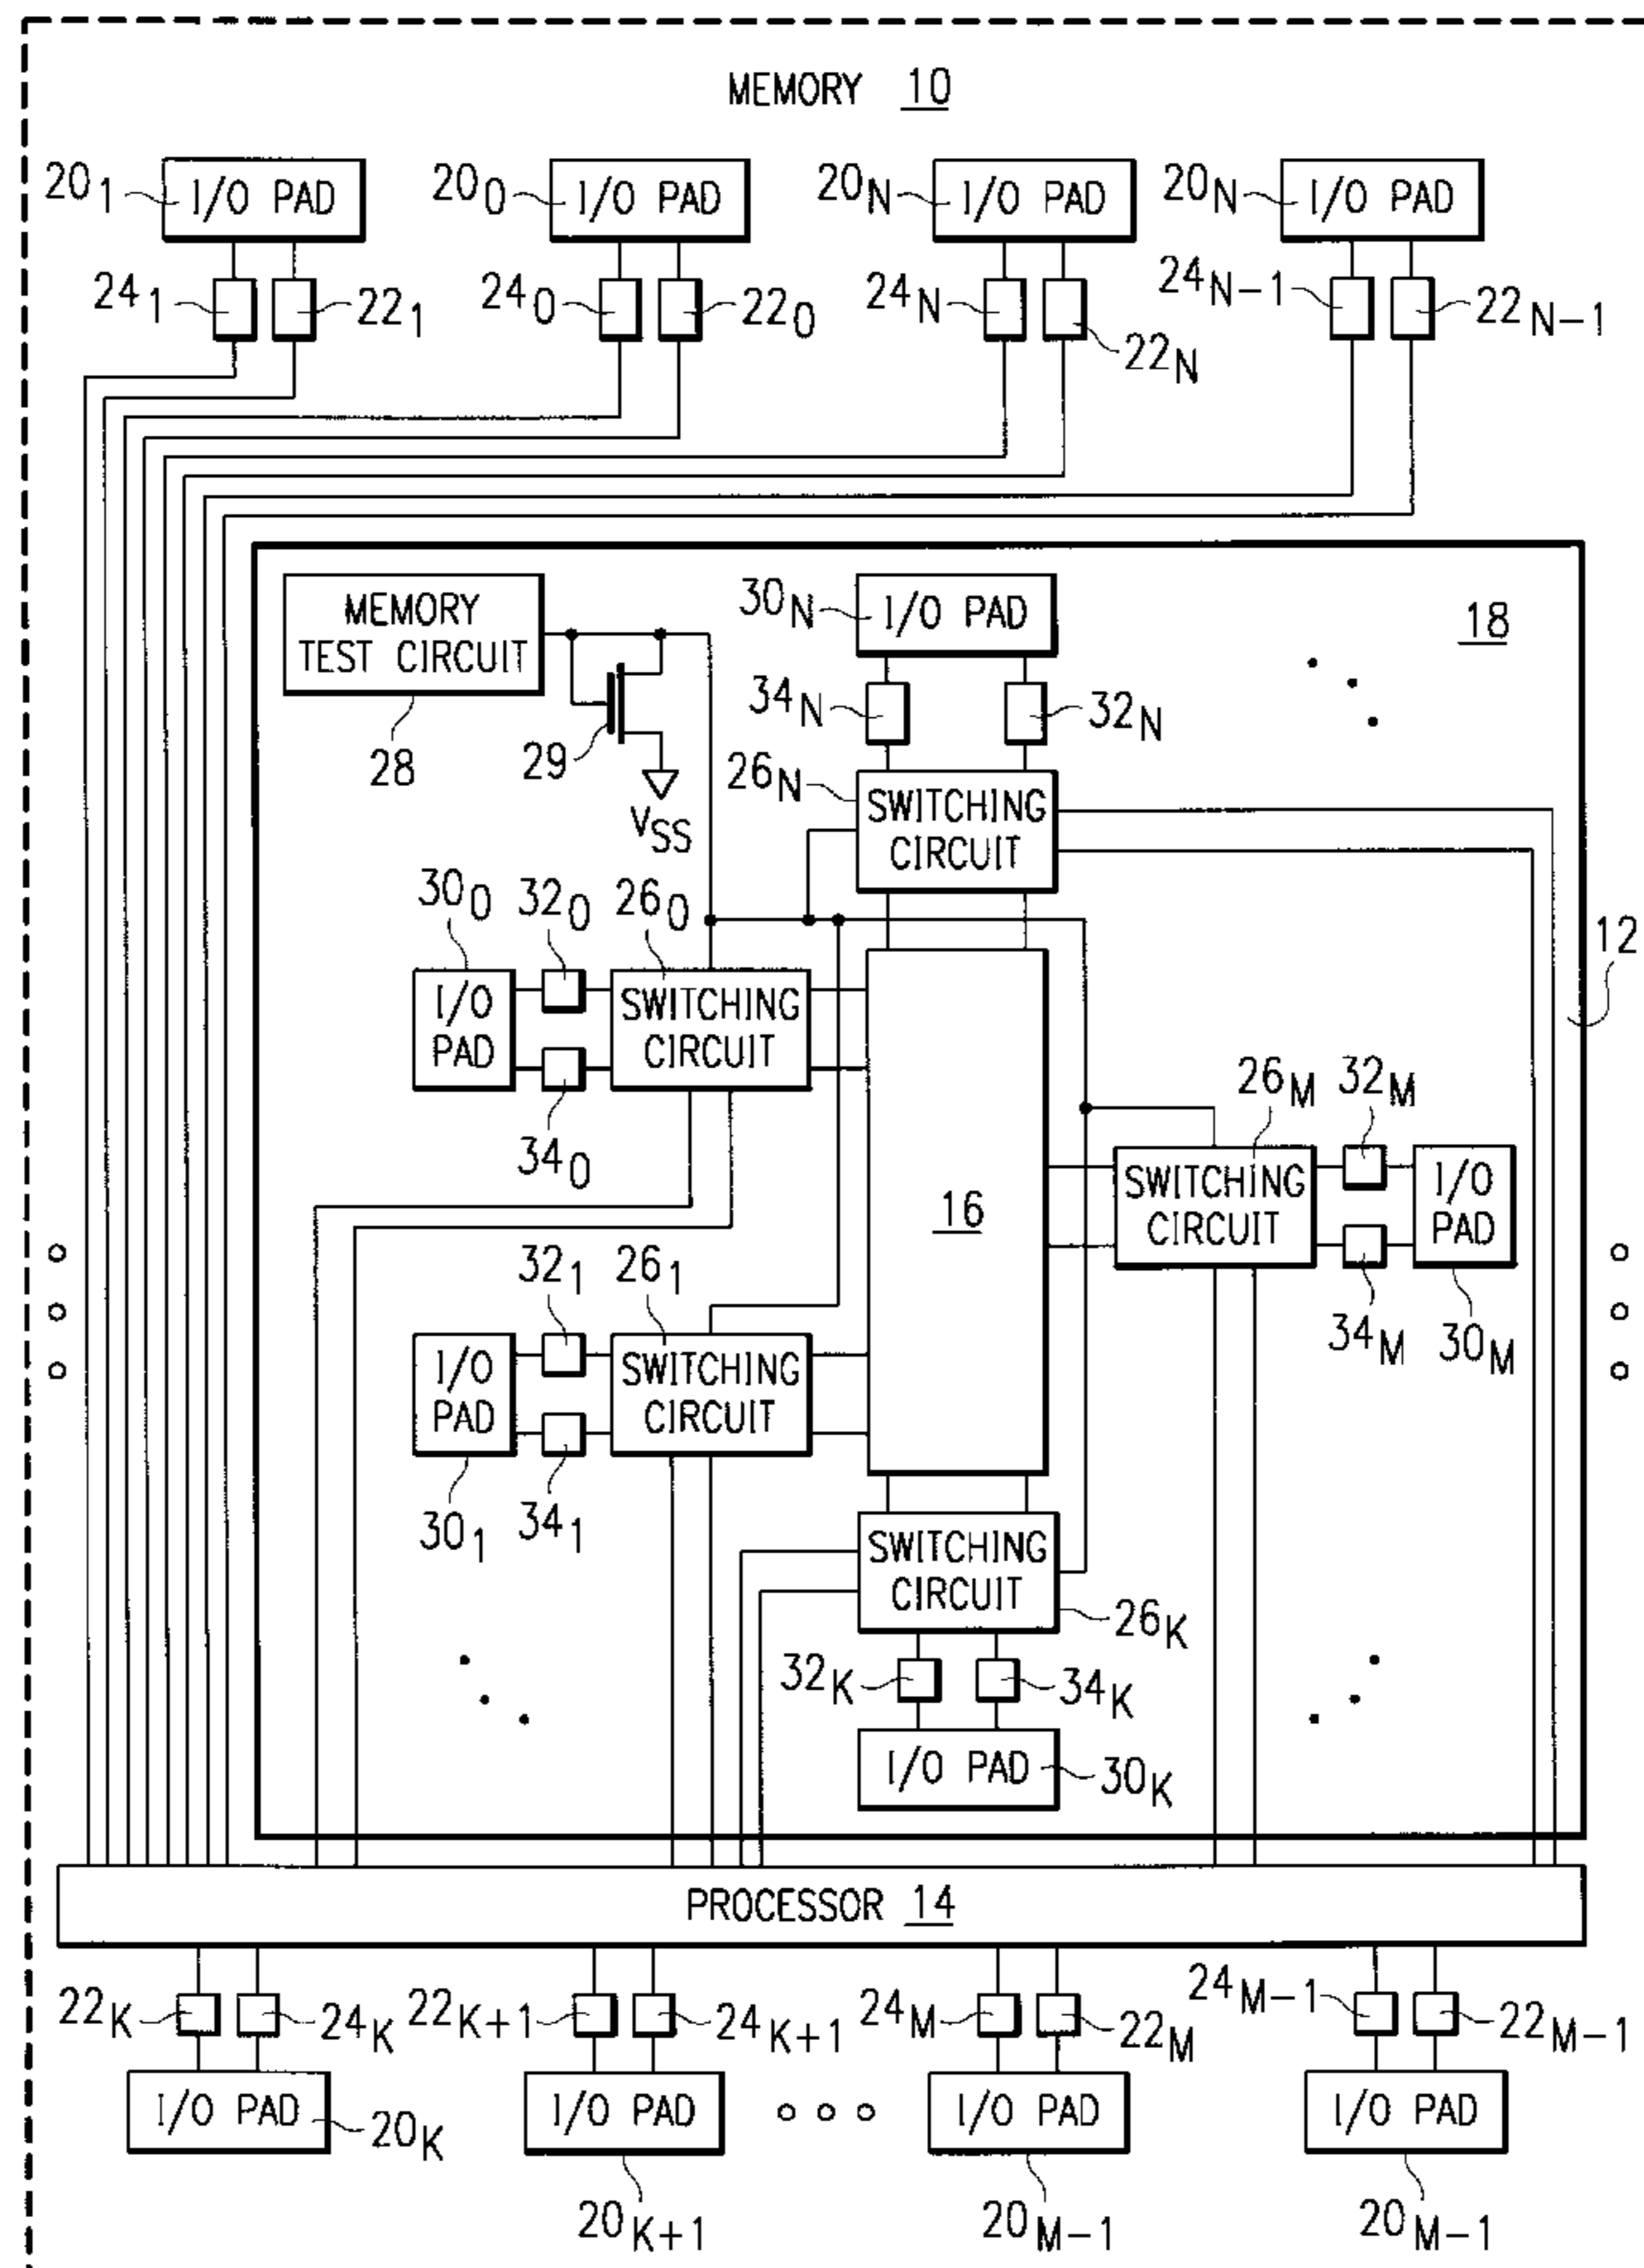 MEMORY 10
20₁ I/O PAD 20₀ I/O PAD 20N I/O PAD 20N I/O PAD
24₁ 22₁ 24₀ 22₀ 24N 22N 24N-1 22N-1
MEMORY
TEST CIRCUIT
28
29
VSS
30N I/O PAD
18
34N 32N
26N SWITCHING
CIRCUIT
12
30₀ 32₀ 26₀
I/O
PAD
SWITCHING
CIRCUIT
34₀
16
26M 32M
SWITCHING
CIRCUIT
I/O
PAD
34M 30M
32₁ 26₁
I/O
PAD
SWITCHING
CIRCUIT
30₁ 34₁
SWITCHING
CIRCUIT
26K
32K 34K
I/O PAD 30K
PROCESSOR 14
22K 24K 22K+1 24K+1 24M 22M 24M-1 22M-1
I/O PAD 20K I/O PAD I/O PAD I/O PAD
20K+1 20M-1 20M-1